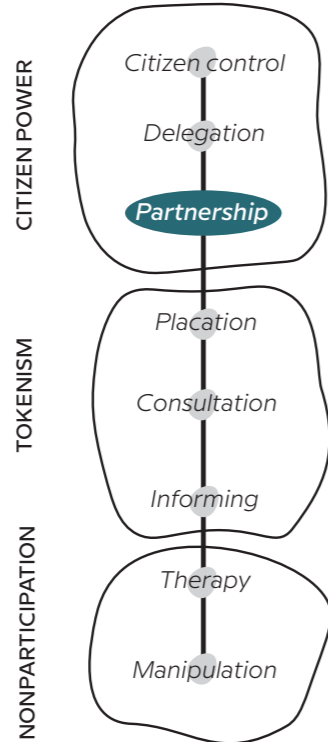 CITIZEN POWER
Citizen control
Delegation
Partnership
TOKENISM
Placation
Consultation
Informing
NONPARTICIPATION
Therapy
Manipulation